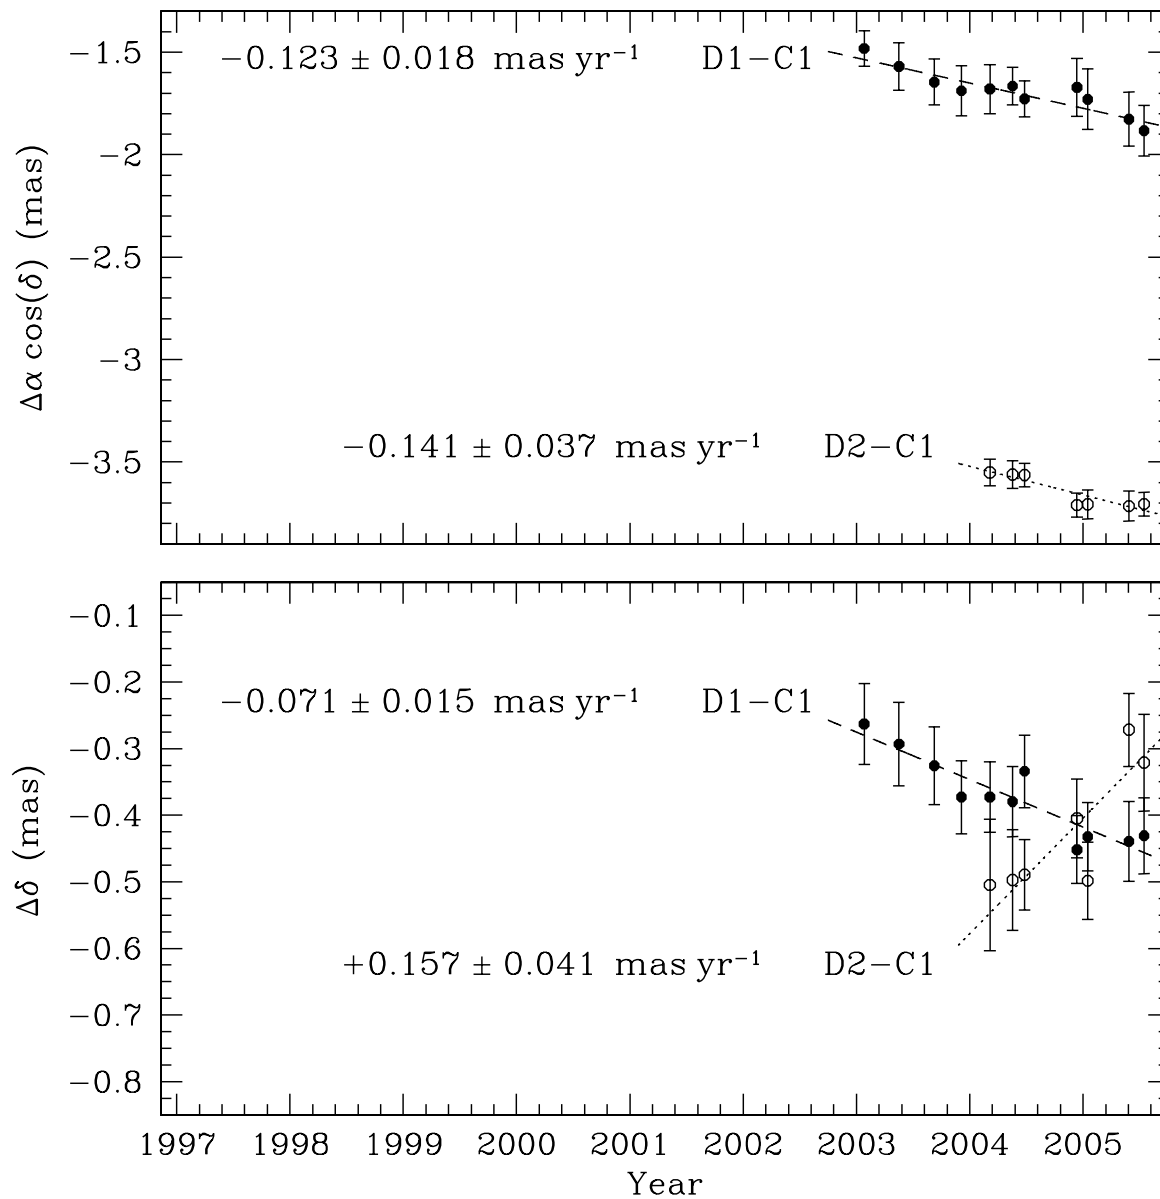 −0.123 ± 0.018 mas yr⁻¹ D1−C1
−1.5
−2
−2.5
−3
−3.5
Δα cos(δ) (mas)
−0.141 ± 0.037 mas yr⁻¹ D2−C1
−0.1
−0.2
−0.3
−0.4
−0.5
−0.6
−0.7
−0.8
Δδ (mas)
−0.071 ± 0.015 mas yr⁻¹ D1−C1
+0.157 ± 0.041 mas yr⁻¹ D2−C1
1997 1998 1999 2000 2001 2002 2003 2004 2005
Year